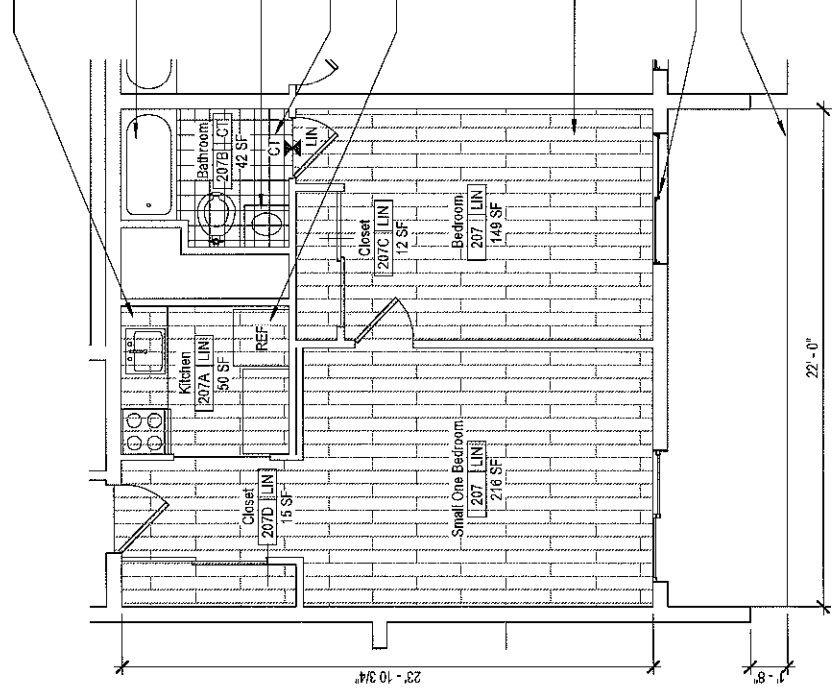 Bathroom
207B CT
42 SF
CT
LIN
Kitchen
207A LIN
50 SF
REF
Closet
207C LIN
12 SF
Bedroom
207 LIN
149 SF
Closet
207D LIN
15 SF
Small One Bedroom
207 LIN
216 SF
23' - 10 3/4"
1' - 8"
22' - 0"